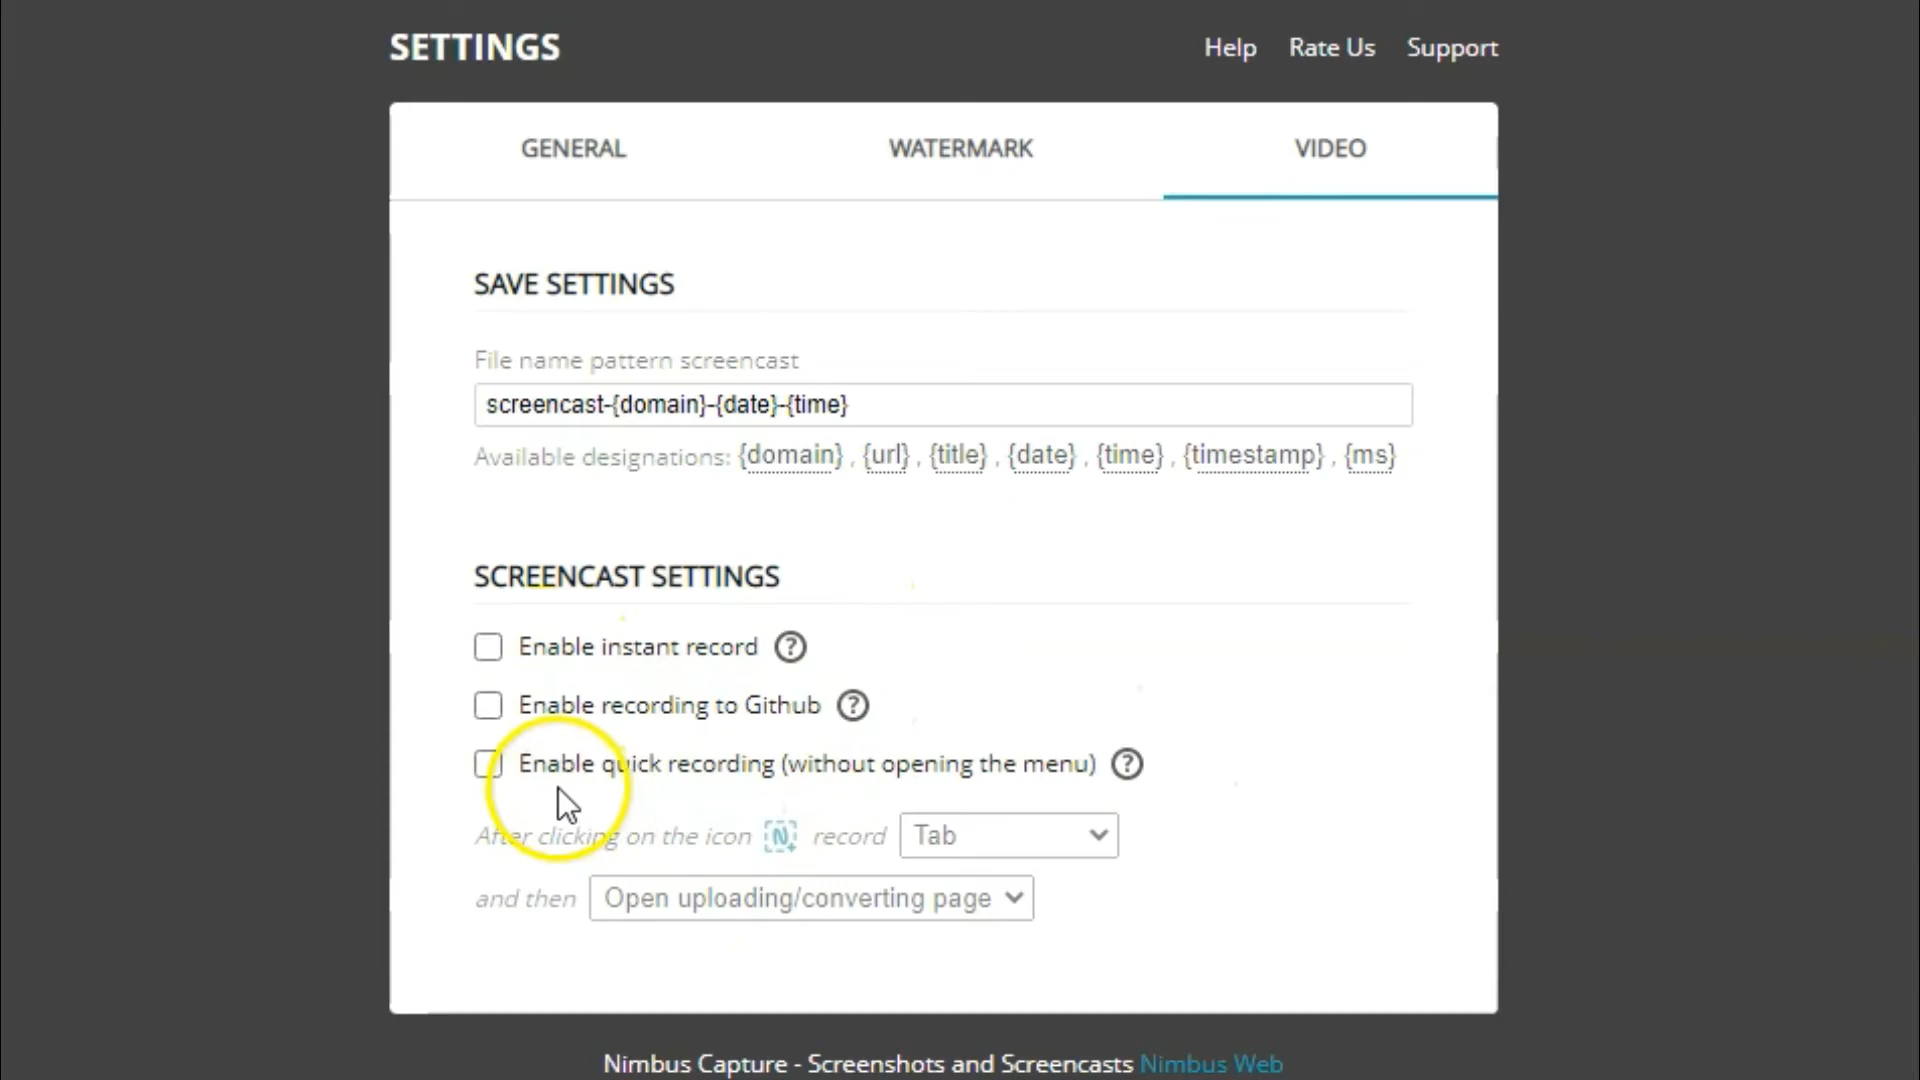 SETTINGS
Help Rate Us Support
GENERAL WATERMARK VIDEO
SAVE SETTINGS
File name pattern screencast
screencast-{domain}-{date}-{time}
Available designations: {domain} , {url} , {title} , {date} , {time} , {timestamp} , {ms}
SCREENCAST SETTINGS
Enable instant record ?
Enable recording to Github ?
Enable quick recording (without opening the menu) ?
After clicking on the icon N record Tab
and then Open uploading/converting page
Nimbus Capture - Screenshots and Screencasts Nimbus Web